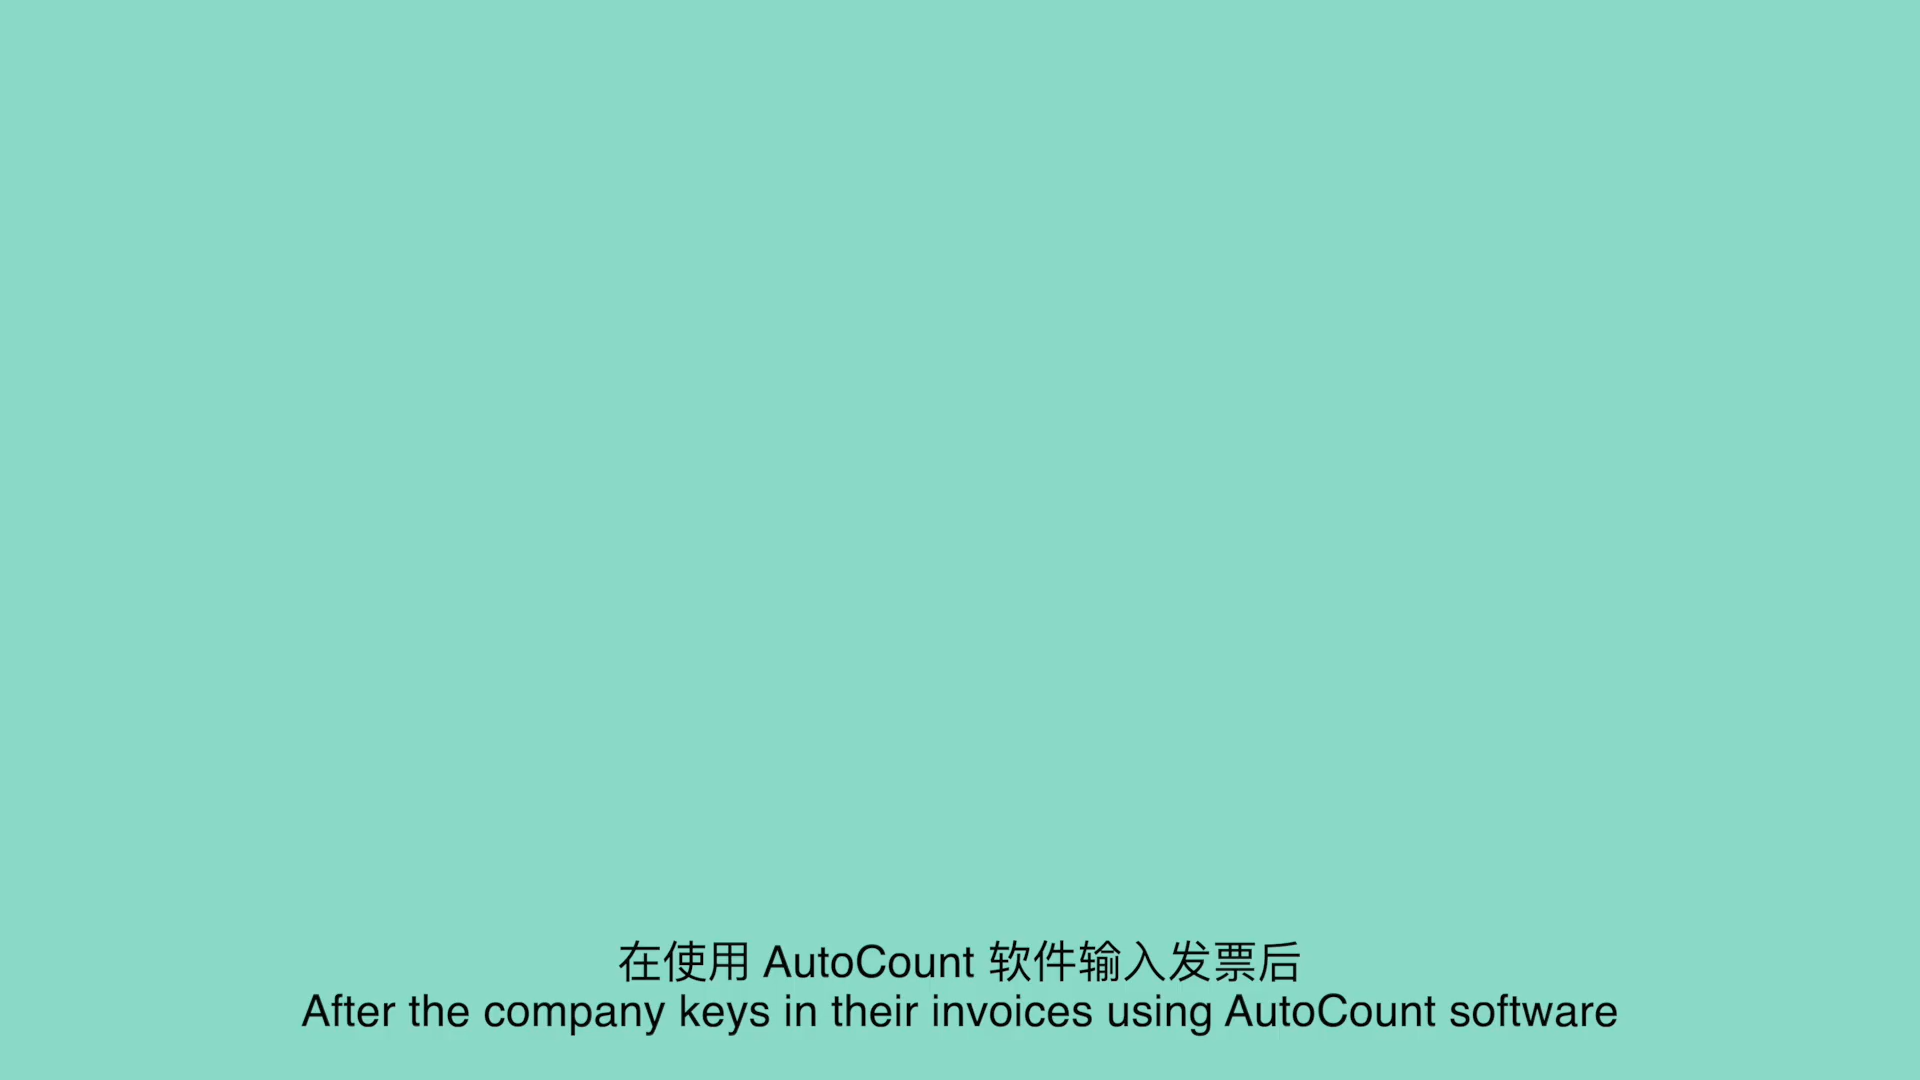 在使用 AutoCount 软件输入发票后
After the company keys in their invoices using AutoCount software